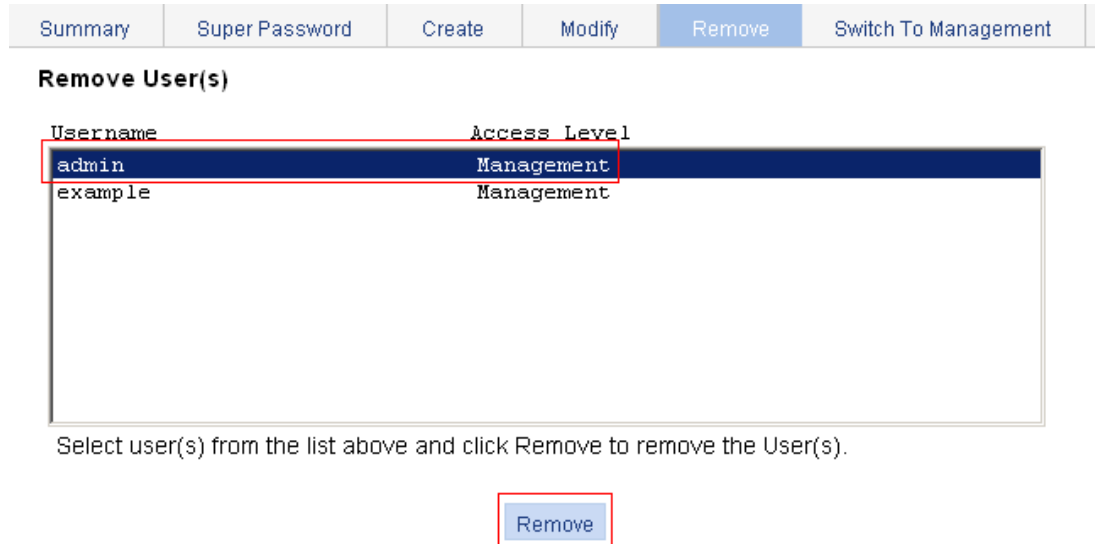 Summary Super Password Create Modify Remove Switch To Management
Remove User(s)
Username Access Level
admin Management
example Management
Select user(s) from the list above and click Remove to remove the User(s).
Remove